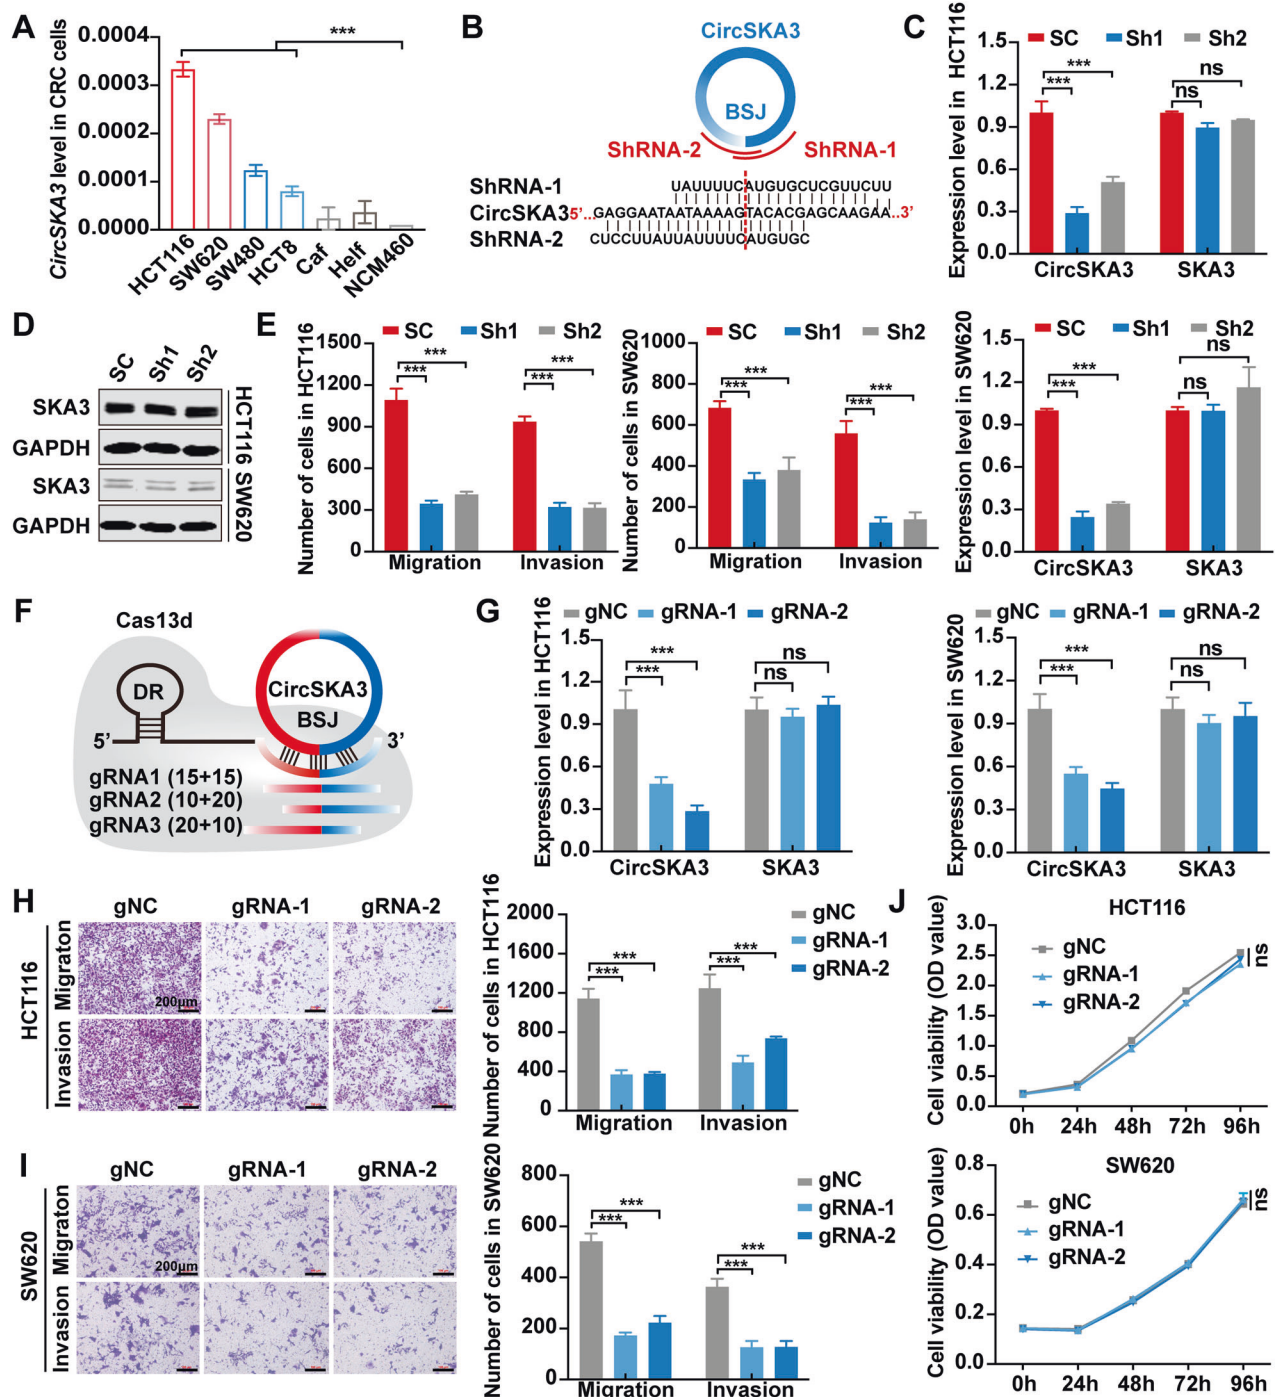 A
CircSKA3 level in CRC cells
0.0004
0.0003
0.0002
0.0001
0.0000
***
HCT116
SW620
SW480
HCT8
Caf
Helf
NCM460
B
CircSKA3
BSJ
ShRNA-2
ShRNA-1
ShRNA-1 UAUUUUCAUGUGCUCGUUCUU
CircSKA3 5’...GAGGAATAATAAAAGTACACGAGCAAGAA..3’
ShRNA-2 CUCCUUAUUAUUUUCAUGUGC
C
SC Sh1 Sh2
Expression level in HCT116
1.5
1.2
0.9
0.6
0.3
0.0
***
***
ns
ns
CircSKA3 SKA3
D
SC Sh1 Sh2
SKA3
GAPDH
SKA3
GAPDH
HCT116
SW620
E
SC Sh1 Sh2
Number of cells in HCT116
1500
1200
900
600
300
0
***
***
***
***
Migration Invasion
SC Sh1 Sh2
Number of cells in SW620
1000
800
600
400
200
0
***
***
***
***
Migration Invasion
SC Sh1 Sh2
Expression level in SW620
1.5
1.2
0.9
0.6
0.3
0.0
***
***
ns
ns
CircSKA3 SKA3
F
Cas13d
DR
CircSKA3
BSJ
5’ 3’
gRNA1 (15+15)
gRNA2 (10+20)
gRNA3 (20+10)
G
gNC gRNA-1 gRNA-2
Expression level in HCT116
1.5
1.2
0.9
0.6
0.3
0.0
***
***
ns
ns
CircSKA3 SKA3
gNC gRNA-1 gRNA-2
Expression level in SW620
1.5
1.2
0.9
0.6
0.3
0.0
***
***
ns
ns
CircSKA3 SKA3
H
gNC gRNA-1 gRNA-2
HCT116
Migraton
Invasion
200μm
Number of cells in HCT116
2000
1600
1200
800
400
0
gNC
gRNA-1
gRNA-2
***
***
***
***
Migration Invasion
I
gNC gRNA-1 gRNA-2
SW620
Migraton
Invasion
200μm
Number of cells in SW620
800
600
400
200
0
gNC
gRNA-1
gRNA-2
***
***
***
***
Migration Invasion
J
HCT116
Cell viability (OD value)
3.0
2.5
2.0
1.5
1.0
0.5
0.0
gNC
gRNA-1
gRNA-2
ns
0h 24h 48h 72h 96h
SW620
Cell viability (OD value)
0.8
0.6
0.4
0.2
0.0
gNC
gRNA-1
gRNA-2
ns
0h 24h 48h 72h 96h